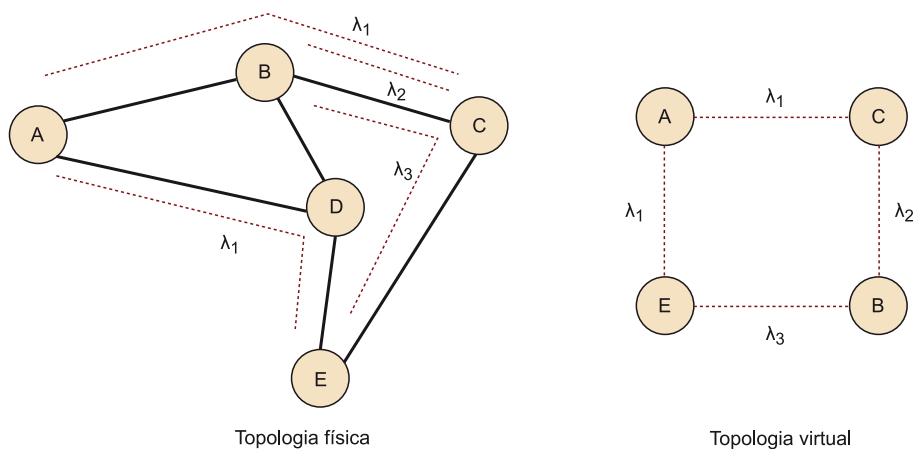 λ1
B
λ2
A
C
λ3
D
λ1
E
Topologia física
A
λ1
C
λ1
λ2
E
λ3
B
Topologia virtual